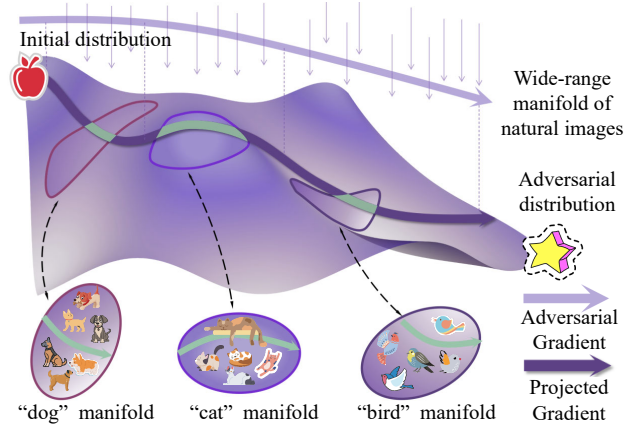 Initial distribution
Wide-range
manifold of
natural images
Adversarial
distribution
Adversarial
Gradient
Projected
Gradient
“dog” manifold
“cat” manifold
“bird” manifold